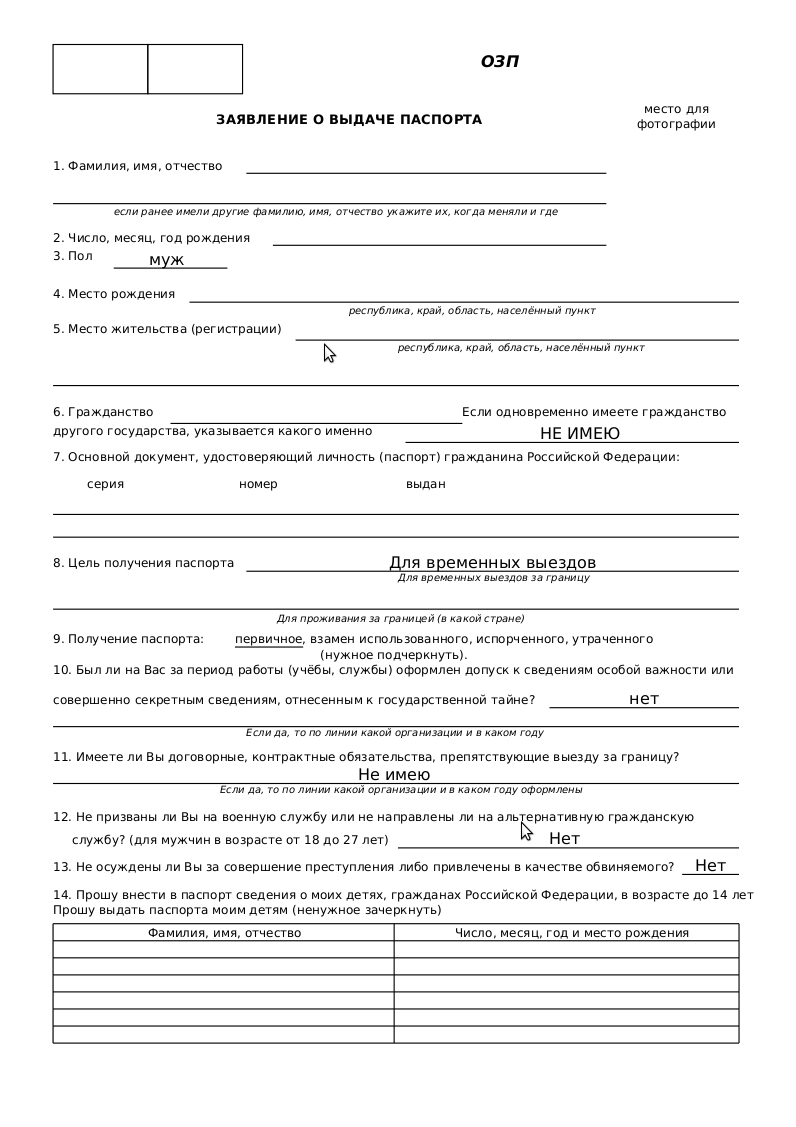 ОЗП
место для
фотографии
ЗАЯВЛЕНИЕ О ВЫДАЧЕ ПАСПОРТА
1. Фамилия, имя, отчество
если ранее имели другие фамилию, имя, отчество укажите их, когда меняли и где
2. Число, месяц, год рождения
3. Пол муж
4. Место рождения
республика, край, область, населённый пункт
5. Место жительства (регистрации)
республика, край, область, населённый пункт
6. Гражданство Если одновременно имеете гражданство
другого государства, указывается какого именно НЕ ИМЕЮ
7. Основной документ, удостоверяющий личность (паспорт) гражданина Российской Федерации:
серия номер выдан
8. Цель получения паспорта Для временных выездов
Для временных выездов за границу
Для проживания за границей (в какой стране)
9. Получение паспорта: первичное, взамен использованного, испорченного, утраченного
(нужное подчеркнуть).
10. Был ли на Вас за период работы (учёбы, службы) оформлен допуск к сведениям особой важности или
совершенно секретным сведениям, отнесенным к государственной тайне? нет
Если да, то по линии какой организации и в каком году
11. Имеете ли Вы договорные, контрактные обязательства, препятствующие выезду за границу?
Не имею
Если да, то по линии какой организации и в каком году оформлены
12. Не призваны ли Вы на военную службу или не направлены ли на альтернативную гражданскую
службу? (для мужчин в возрасте от 18 до 27 лет) Нет
13. Не осуждены ли Вы за совершение преступления либо привлечены в качестве обвиняемого? Нет
14. Прошу внести в паспорт сведения о моих детях, гражданах Российской Федерации, в возрасте до 14 лет
Прошу выдать паспорта моим детям (ненужное зачеркнуть)
Фамилия, имя, отчество Число, месяц, год и место рождения